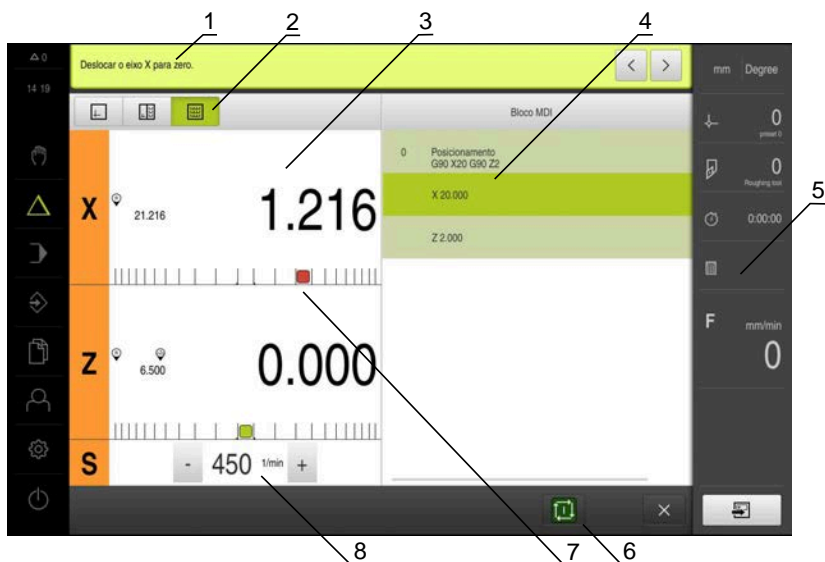 1
2
3
4
0
14 19
Deslocar o eixo X para zero.
< >
mm Degree
Bloco MDI
0
preset 0
0
Roughing tool
0:00:00
5
X
21.216
1.216
0 Posicionamento
G90 X20 G90 Z2
X 20.000
Z 2.000
Z
6.500
0.000
F mm/min
0
S
- 450 1/min +
8
7
6